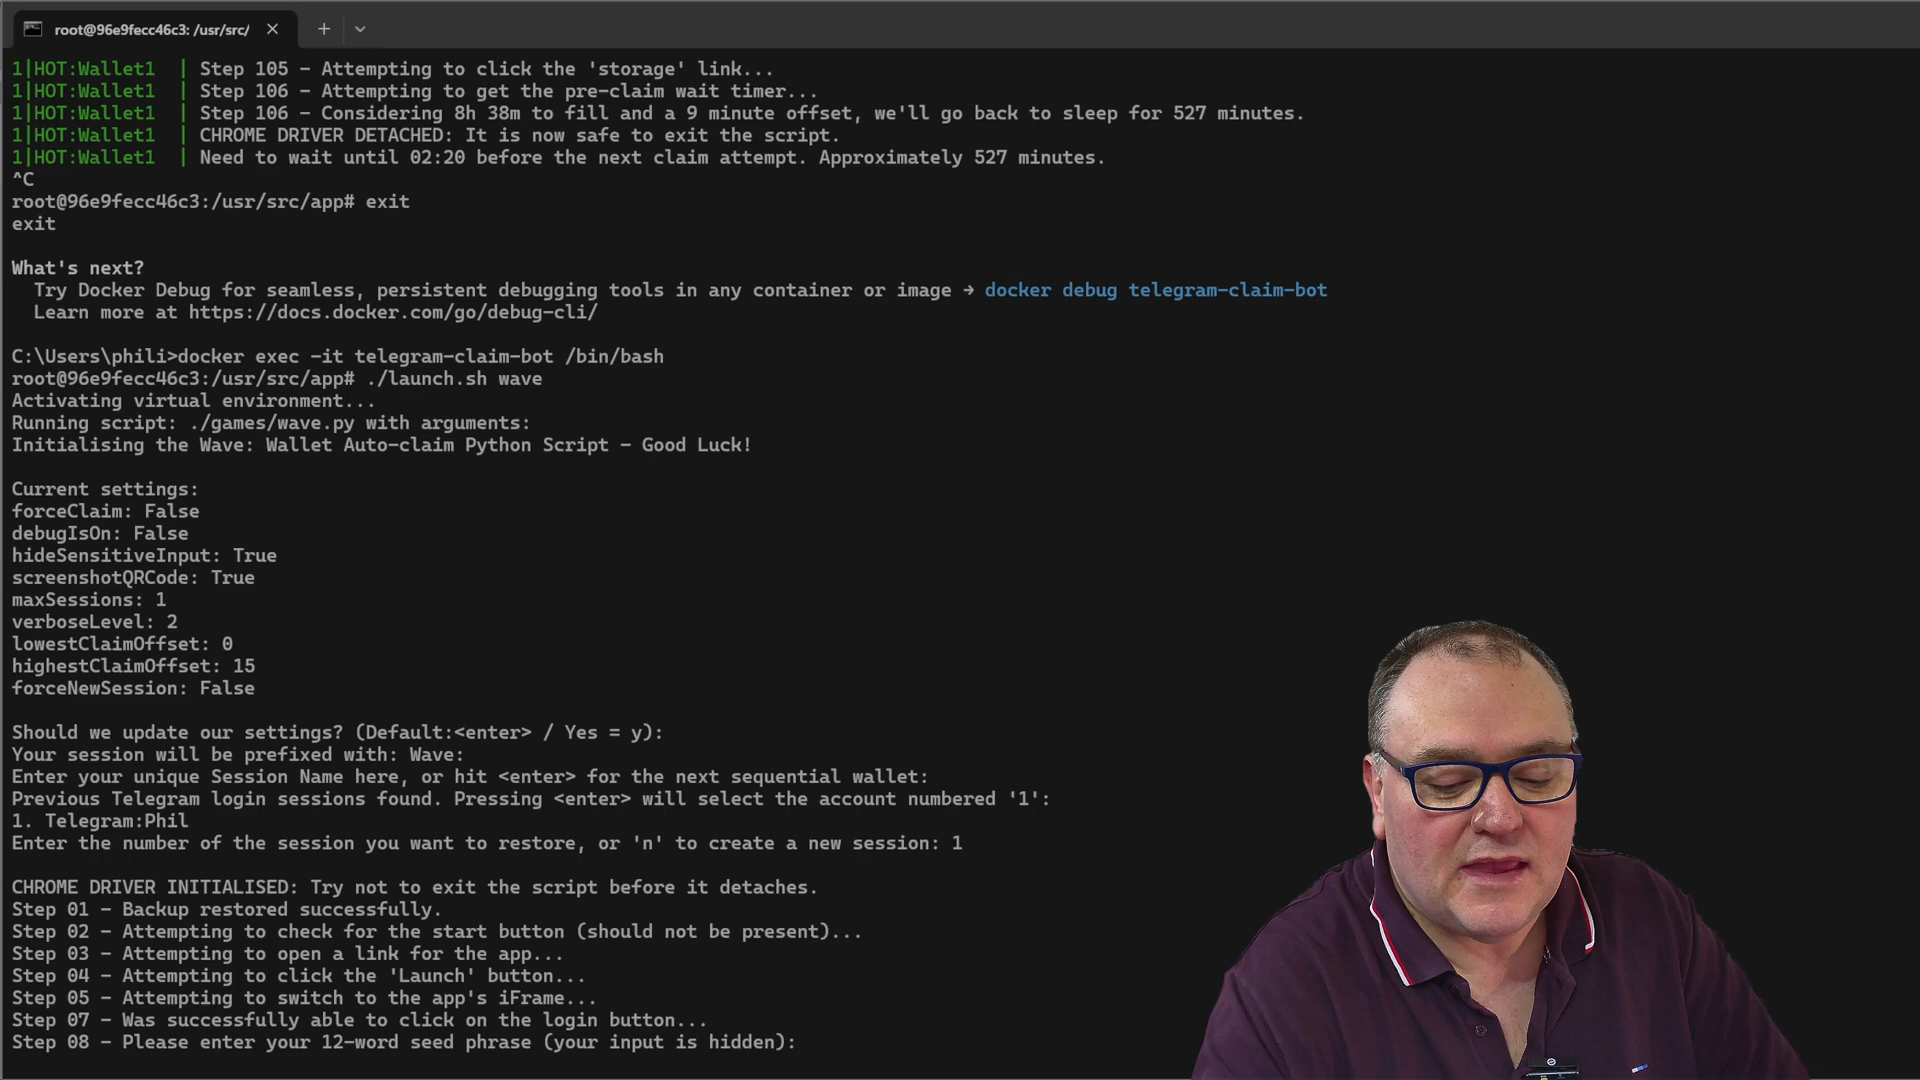 root@96e9fecc46c3: /usr/src/
1|HOT:Wallet1 | Step 105 - Attempting to click the 'storage' link...
1|HOT:Wallet1 | Step 106 - Attempting to get the pre-claim wait timer...
1|HOT:Wallet1 | Step 106 - Considering 8h 38m to fill and a 9 minute offset, we'll go back to sleep for 527 minutes.
1|HOT:Wallet1 | CHROME DRIVER DETACHED: It is now safe to exit the script.
1|HOT:Wallet1 | Need to wait until 02:20 before the next claim attempt. Approximately 527 minutes.
^C
root@96e9fecc46c3:/usr/src/app# exit
exit
What's next?
Try Docker Debug for seamless, persistent debugging tools in any container or image → docker debug telegram-claim-bot
Learn more at https://docs.docker.com/go/debug-cli/
C:\Users\phili>docker exec -it telegram-claim-bot /bin/bash
root@96e9fecc46c3:/usr/src/app# ./launch.sh wave
Activating virtual environment...
Running script: ./games/wave.py with arguments:
Initialising the Wave: Wallet Auto-claim Python Script - Good Luck!
Current settings:
forceClaim: False
debugIsOn: False
hideSensitiveInput: True
screenshotQRCode: True
maxSessions: 1
verboseLevel: 2
lowestClaimOffset: 0
highestClaimOffset: 15
forceNewSession: False
Should we update our settings? (Default:<enter> / Yes = y):
Your session will be prefixed with: Wave:
Enter your unique Session Name here, or hit <enter> for the next sequential wallet:
Previous Telegram login sessions found. Pressing <enter> will select the account numbered '1':
1. Telegram:Phil
Enter the number of the session you want to restore, or 'n' to create a new session: 1
CHROME DRIVER INITIALISED: Try not to exit the script before it detaches.
Step 01 - Backup restored successfully.
Step 02 - Attempting to check for the start button (should not be present)...
Step 03 - Attempting to open a link for the app...
Step 04 - Attempting to click the 'Launch' button...
Step 05 - Attempting to switch to the app's iFrame...
Step 07 - Was successfully able to click on the login button...
Step 08 - Please enter your 12-word seed phrase (your input is hidden):